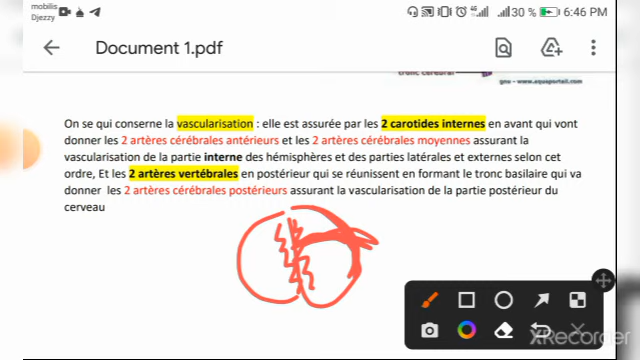 mobilis
Djezzy
4G
30 %
6:46 PM
Document 1.pdf
tronc cérébral
gnu - www.aquaportail.com
On se qui conserne la vascularisation : elle est assurée par les 2 carotides internes en avant qui vont
donner les 2 artères cérébrales antérieurs et les 2 artères cérébrales moyennes assurant la
vascularisation de la partie interne des hémisphères et des parties latérales et externes selon cet
ordre, Et les 2 artères vertébrales en postérieur qui se réunissent en formant le tronc basilaire qui va
donner les 2 artères cérébrales postérieurs assurant la vascularisation de la partie postérieur du
cerveau
XRecorder